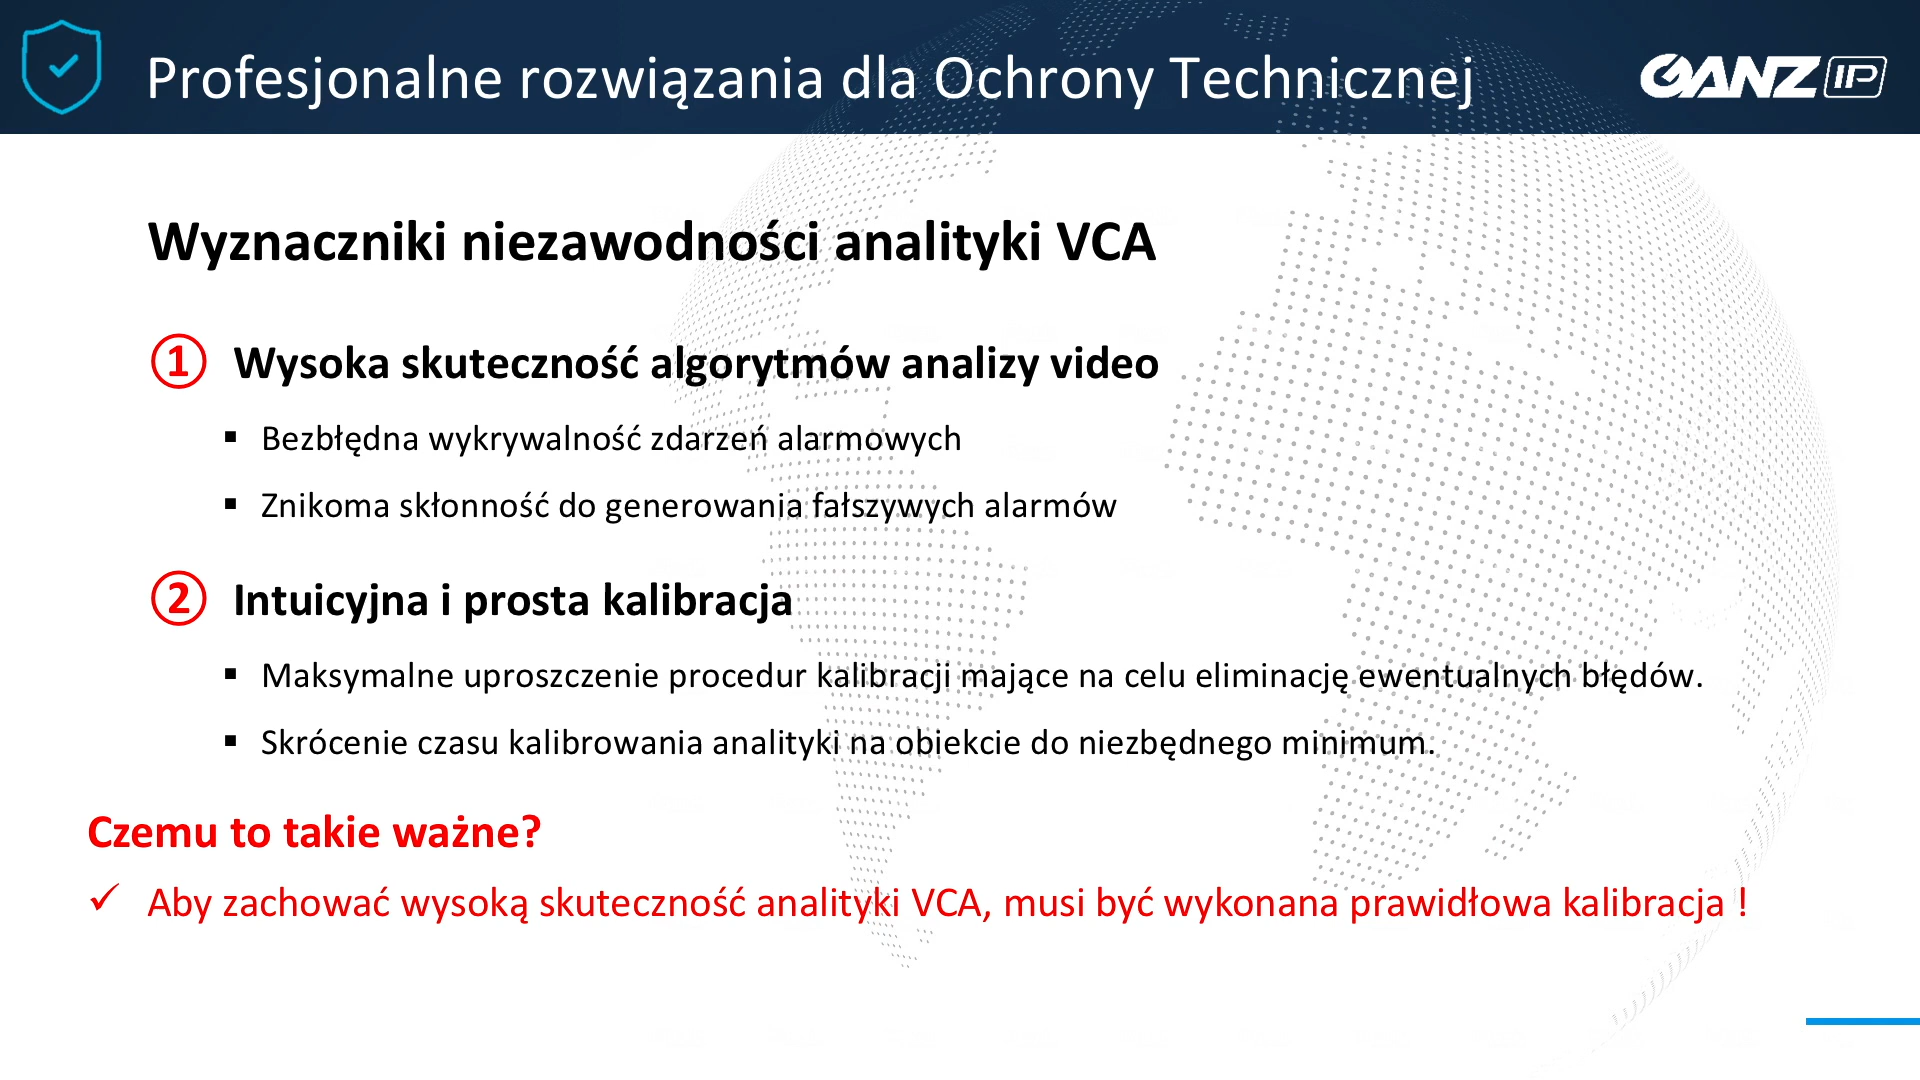 Profesjonalne rozwiązania dla Ochrony Technicznej
GANZ IP
Wyznaczniki niezawodności analityki VCA
1 Wysoka skuteczność algorytmów analizy video
▪ Bezbłędna wykrywalność zdarzeń alarmowych
▪ Znikoma skłonność do generowania fałszywych alarmów
2 Intuicyjna i prosta kalibracja
▪ Maksymalne uproszczenie procedur kalibracji mające na celu eliminację ewentualnych błędów.
▪ Skrócenie czasu kalibrowania analityki na obiekcie do niezbędnego minimum.
Czemu to takie ważne?
✓ Aby zachować wysoką skuteczność analityki VCA, musi być wykonana prawidłowa kalibracja !